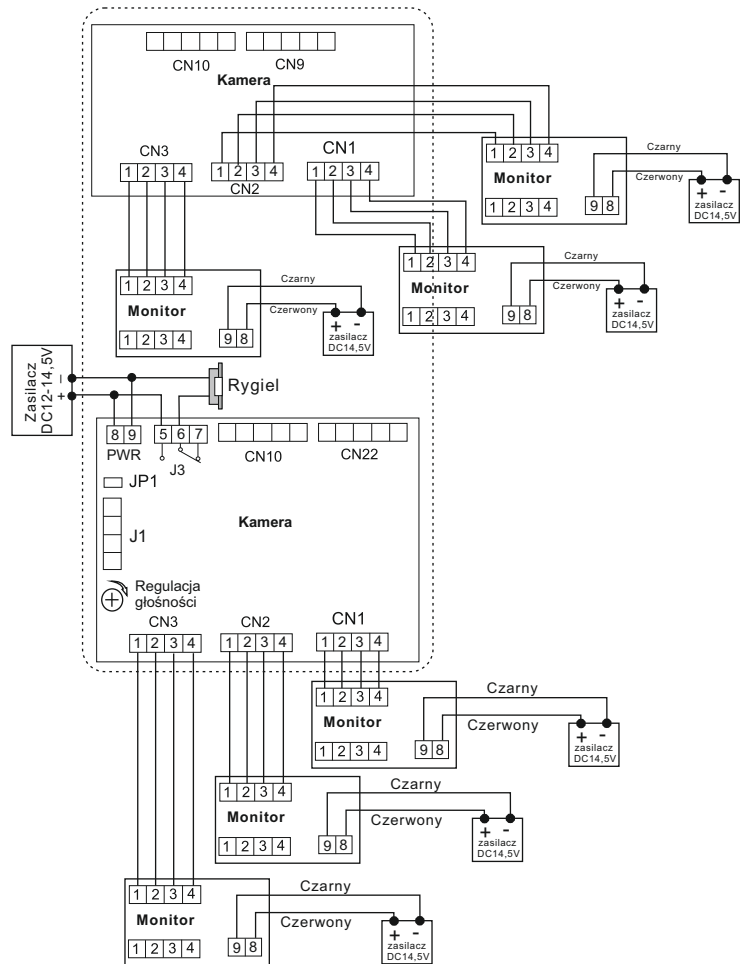 CN10 CN9
Kamera
CN3
CN2
CN1
1 2 3 4
1 2 3 4
1 2 3 4
1 2 3 4
Monitor
1 2 3 4
9 8
Czarny
Czerwony
+ -
zasilacz
DC14,5V
1 2 3 4
Monitor
1 2 3 4
9 8
Czarny
Czerwony
+ -
zasilacz
DC14,5V
1 2 3 4
Monitor
1 2 3 4
9 8
Czarny
Czerwony
+ -
zasilacz
DC14,5V
Zasilacz
DC12-14,5V
+ –
Rygiel
8 9
PWR
5 6 7
J3
CN10
CN22
JP1
J1
Kamera
Regulacja
głośności
CN3
CN2
CN1
1 2 3 4
1 2 3 4
1 2 3 4
1 2 3 4
Monitor
1 2 3 4
9 8
Czarny
Czerwony
+ -
zasilacz
DC14,5V
1 2 3 4
Monitor
1 2 3 4
9 8
Czarny
Czerwony
+ -
zasilacz
DC14,5V
1 2 3 4
Monitor
1 2 3 4
9 8
Czarny
Czerwony
+ -
zasilacz
DC14,5V